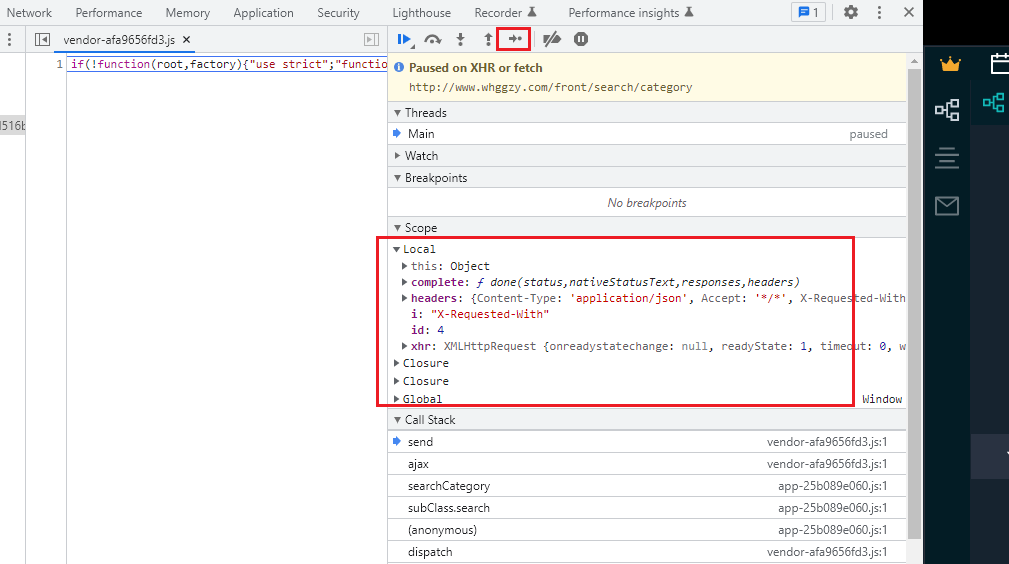 Network Performance Memory Application Security Lighthouse Recorder Performance insights 1
vendor-afa9656fd3.js ×
1 if(!function(root,factory){"use strict";"functio
516b
Paused on XHR or fetch
http://www.whggzy.com/front/search/category
Threads
Main paused
Watch
Breakpoints
No breakpoints
Scope
Local
this: Object
complete: ƒ done(status,nativeStatusText,responses,headers)
headers: {Content-Type: 'application/json', Accept: '*/*', X-Requested-With
i: "X-Requested-With"
id: 4
xhr: XMLHttpRequest {onreadystatechange: null, readyState: 1, timeout: 0, w
Closure
Closure
Global Window
Call Stack
send vendor-afa9656fd3.js:1
ajax vendor-afa9656fd3.js:1
searchCategory app-25b089e060.js:1
subClass.search app-25b089e060.js:1
(anonymous) app-25b089e060.js:1
dispatch vendor-afa9656fd3.js:1